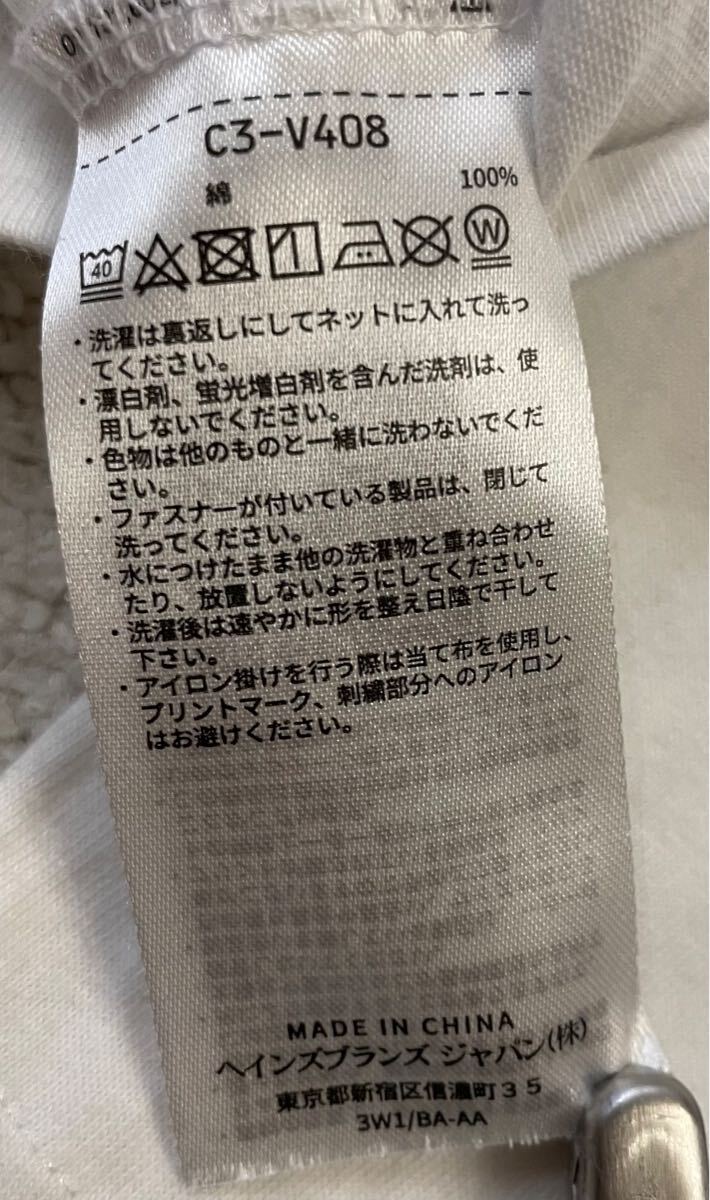 C3-V408
綿 100%
40 W
・洗濯は裏返しにしてネットに入れて洗っ
てください。
・漂白剤、蛍光増白剤を含んだ洗剤は、使
用しないでください。
・色物は他のものと一緒に洗わないでくだ
さい。
・ファスナーが付いている製品は、閉じて
洗ってください。
・水につけたまま他の洗濯物と重ね合わせ
たり、放置しないようにしてください。
・洗濯後は速やかに形を整え日陰で干して
下さい。
・アイロン掛けを行う際は当て布を使用し、
プリントマーク、刺繍部分へのアイロン
はお避けください。
MADE IN CHINA
ヘインズブランズ ジャパン(株)
東京都新宿区信濃町35
3W1/BA-AA